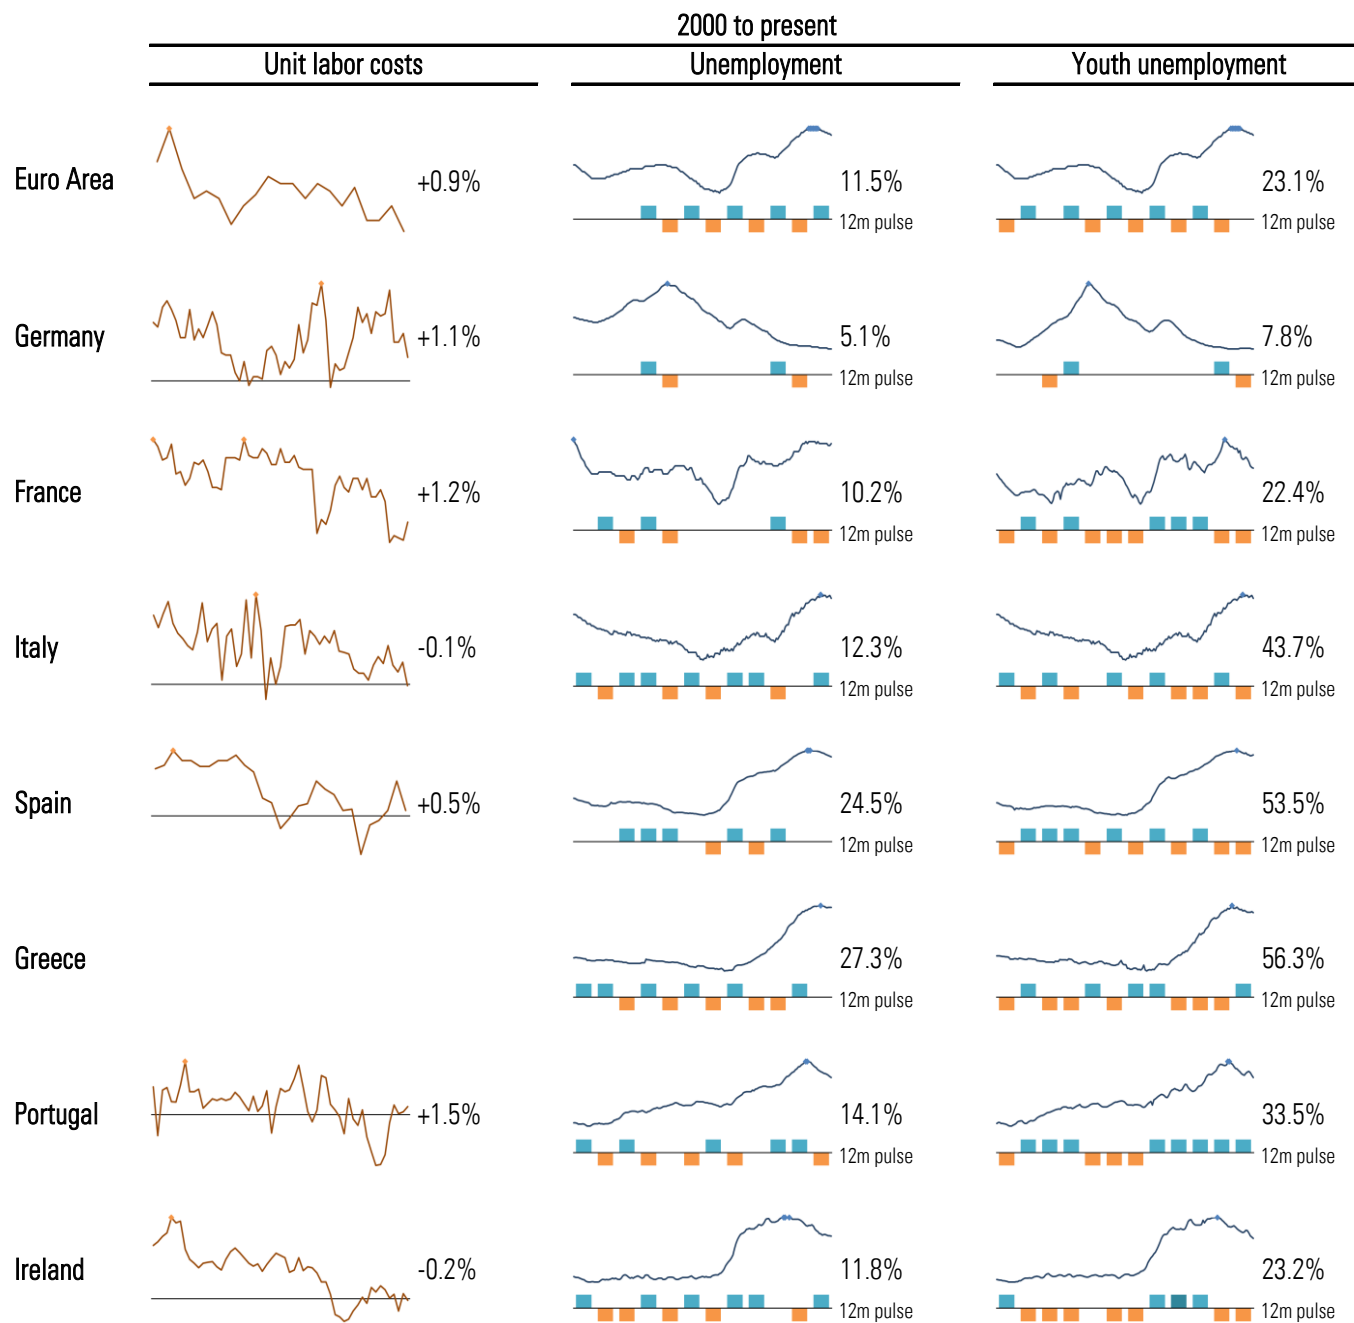 2000 to present
Unit labor costs Unemployment Youth unemployment
Euro Area +0.9% 11.5% 23.1%
12m pulse 12m pulse
Germany +1.1% 5.1% 7.8%
12m pulse 12m pulse
France +1.2% 10.2% 22.4%
12m pulse 12m pulse
Italy -0.1% 12.3% 43.7%
12m pulse 12m pulse
Spain +0.5% 24.5% 53.5%
12m pulse 12m pulse
Greece 27.3% 56.3%
12m pulse 12m pulse
Portugal +1.5% 14.1% 33.5%
12m pulse 12m pulse
Ireland -0.2% 11.8% 23.2%
12m pulse 12m pulse